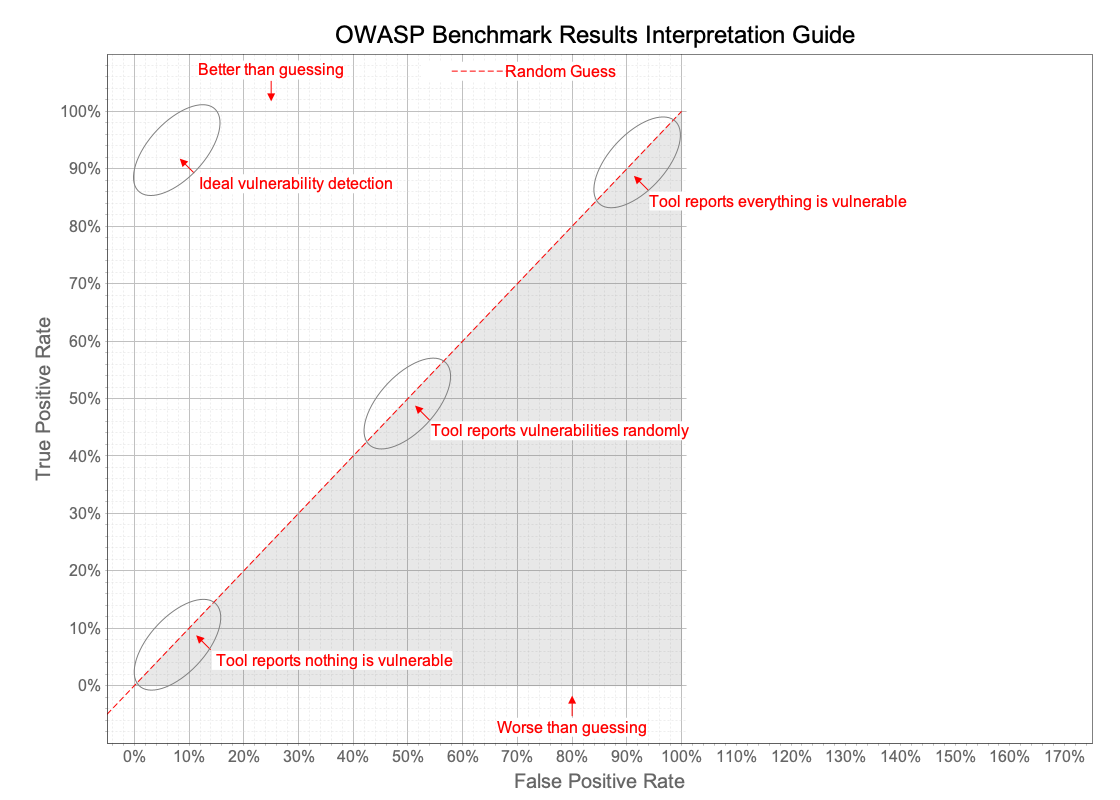 OWASP Benchmark Results Interpretation Guide
Better than guessing
Random Guess
Ideal vulnerability detection
Tool reports everything is vulnerable
Tool reports vulnerabilities randomly
Tool reports nothing is vulnerable
Worse than guessing
True Positive Rate
100%
90%
80%
70%
60%
50%
40%
30%
20%
10%
0%
0% 10% 20% 30% 40% 50% 60% 70% 80% 90% 100% 110% 120% 130% 140% 150% 160% 170%
False Positive Rate